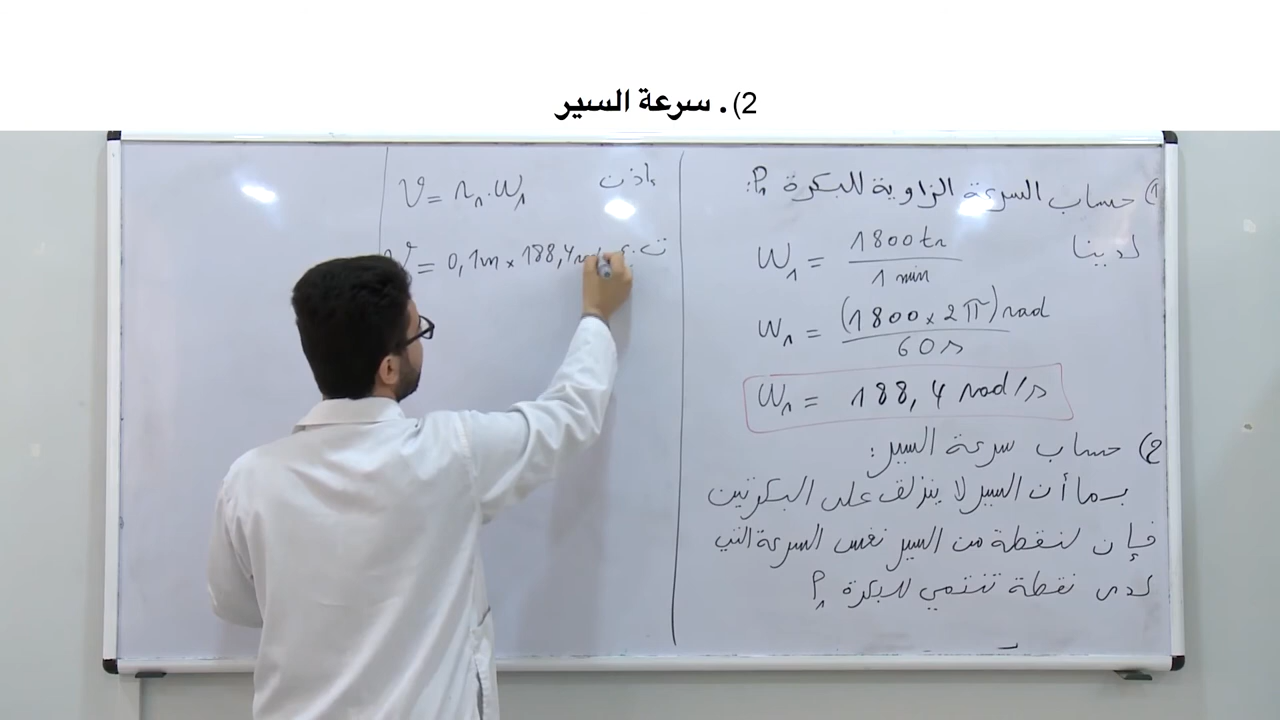 2). سرعة السير
1) حساب السرعة الزاوية للبكرة P₁:
لدينا W₁ = 1800 tr / 1 min
W₁ = (1800 x 2π) rad / 60 s
W₁ = 188,4 rad/s
2) حساب سرعة السير:
بما أن السير لا ينزلق على البكرتين
فإن لنقطة من السير نفس السرعة التي
لدى نقطة تنتمي للبكرة P₁
إذن V = r₁.W₁
ت.ع: V = 0,1m x 188,4